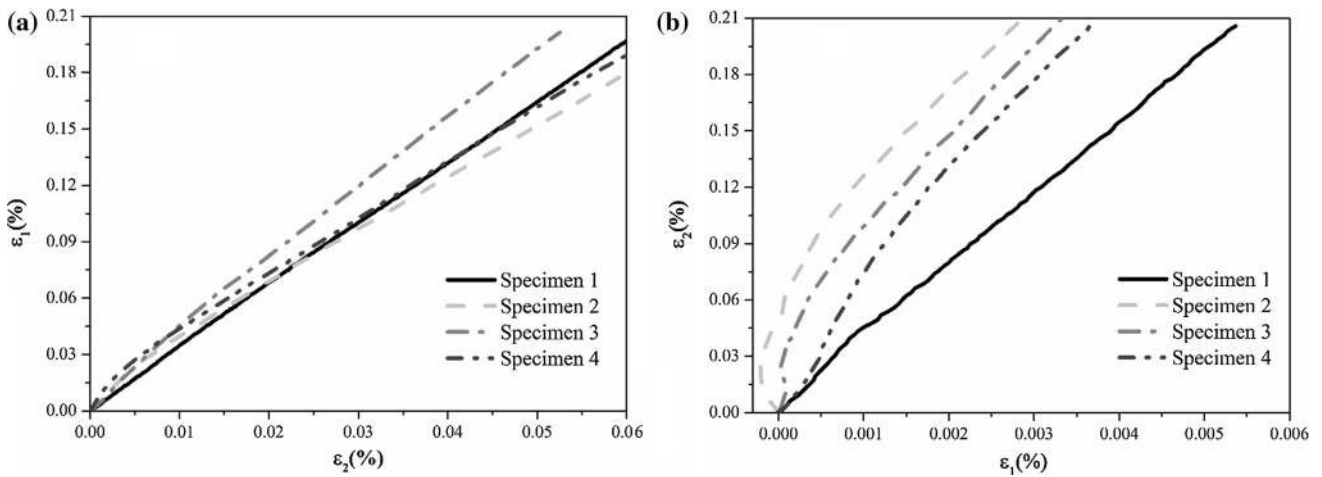 (a)
0.21
0.18
0.15
0.12
0.09
0.06
0.03
0.00
ε₁(%)
0.00 0.01 0.02 0.03 0.04 0.05 0.06
ε₂(%)
Specimen 1
Specimen 2
Specimen 3
Specimen 4
(b)
0.21
0.18
0.21
0.12
0.09
0.06
0.03
0.00
ε₂(%)
0.000 0.001 0.002 0.003 0.004 0.005 0.006
ε₁(%)
Specimen 1
Specimen 2
Specimen 3
Specimen 4